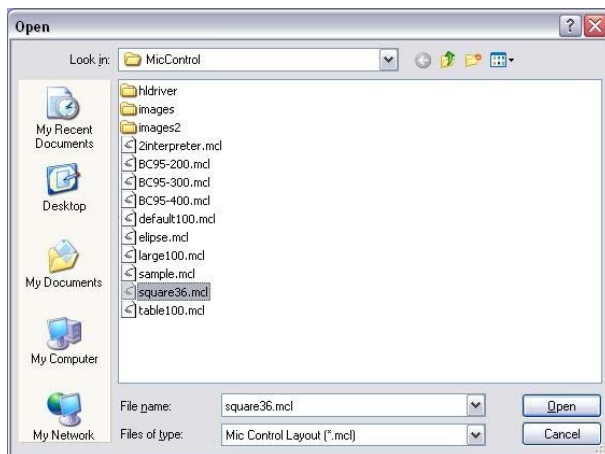 Open
Look in: MicControl
My Recent Documents
Desktop
My Documents
My Computer
My Network
hldriver
images
images2
2interpreter.mcl
BC95-200.mcl
BC95-300.mcl
BC95-400.mcl
default100.mcl
elipse.mcl
large100.mcl
sample.mcl
square36.mcl
table100.mcl
File name: square36.mcl Open
Files of type: Mic Control Layout (*.mcl) Cancel